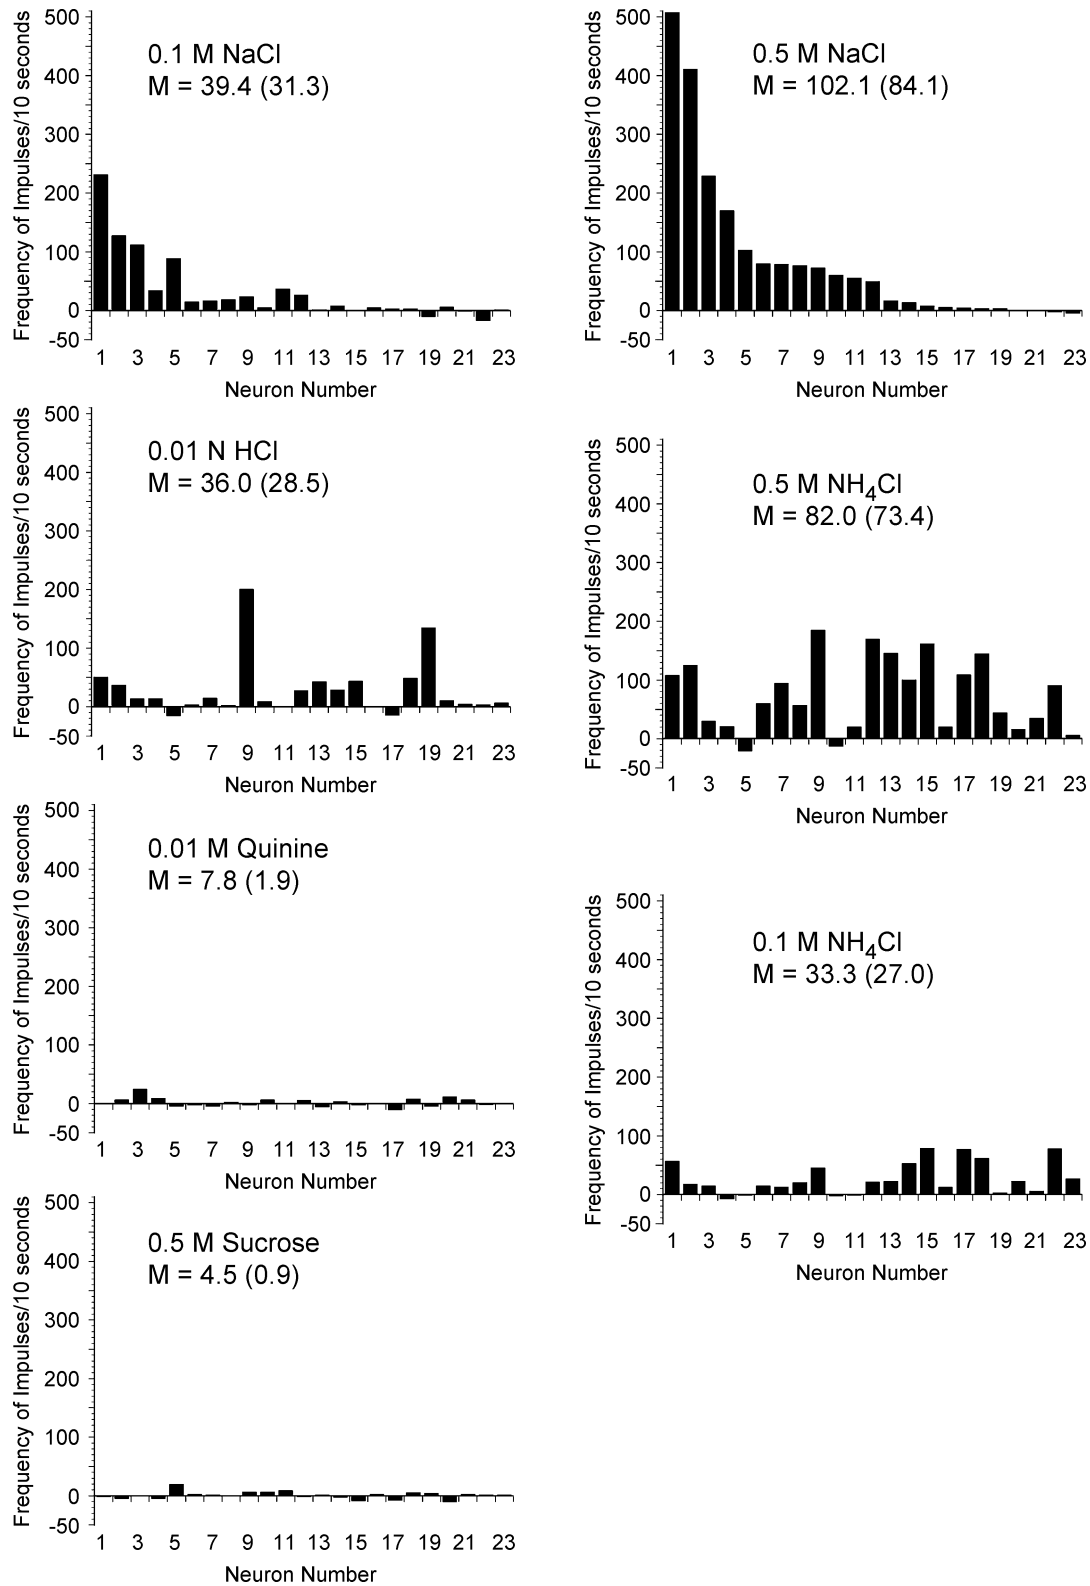 Frequency of Impulses/10 seconds
500
400
300
200
100
0
-50
0.1 M NaCl
M = 39.4 (31.3)
1 3 5 7 9 11 13 15 17 19 21 23
Neuron Number
Frequency of Impulses/10 seconds
500
400
300
200
100
0
-50
0.5 M NaCl
M = 102.1 (84.1)
1 3 5 7 9 11 13 15 17 19 21 23
Neuron Number
Frequency of Impulses/10 seconds
500
400
300
200
100
0
-50
0.01 N HCl
M = 36.0 (28.5)
1 3 5 7 9 11 13 15 17 19 21 23
Neuron Number
Frequency of Impulses/10 seconds
500
400
300
200
100
0
-50
0.5 M NH₄Cl
M = 82.0 (73.4)
1 3 5 7 9 11 13 15 17 19 21 23
Neuron Number
Frequency of Impulses/10 seconds
500
400
300
200
100
0
-50
0.01 M Quinine
M = 7.8 (1.9)
1 3 5 7 9 11 13 15 17 19 21 23
Neuron Number
Frequency of Impulses/10 seconds
500
400
300
200
100
0
-50
0.1 M NH₄Cl
M = 33.3 (27.0)
1 3 5 7 9 11 13 15 17 19 21 23
Neuron Number
Frequency of Impulses/10 seconds
500
400
300
200
100
0
-50
0.5 M Sucrose
M = 4.5 (0.9)
1 3 5 7 9 11 13 15 17 19 21 23
Neuron Number